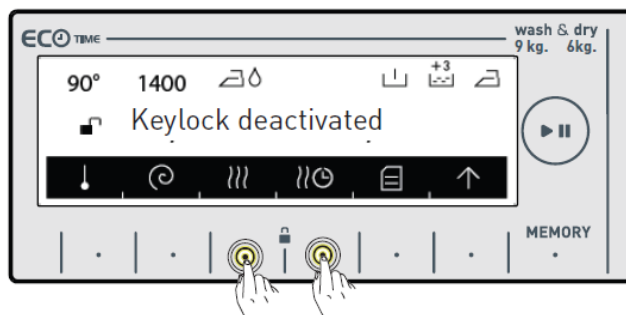 ECO TIME
wash & dry
9 kg. 6kg.
90° 1400
+3
Keylock deactivated
MEMORY